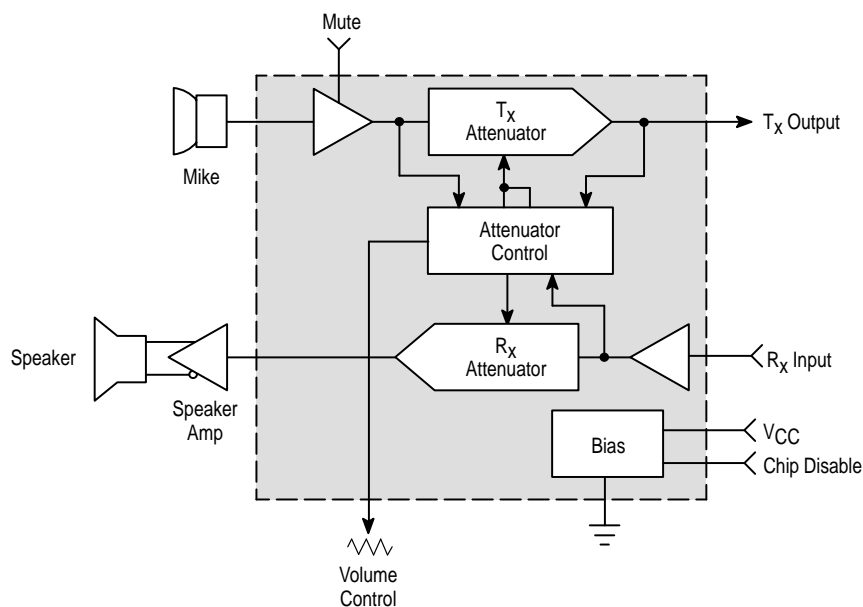 Mute
Tx
Attenuator
Tx Output
Mike
Attenuator
Control
Speaker
Rx
Attenuator
Rx Input
Speaker
Amp
Bias
VCC
Chip Disable
Volume
Control